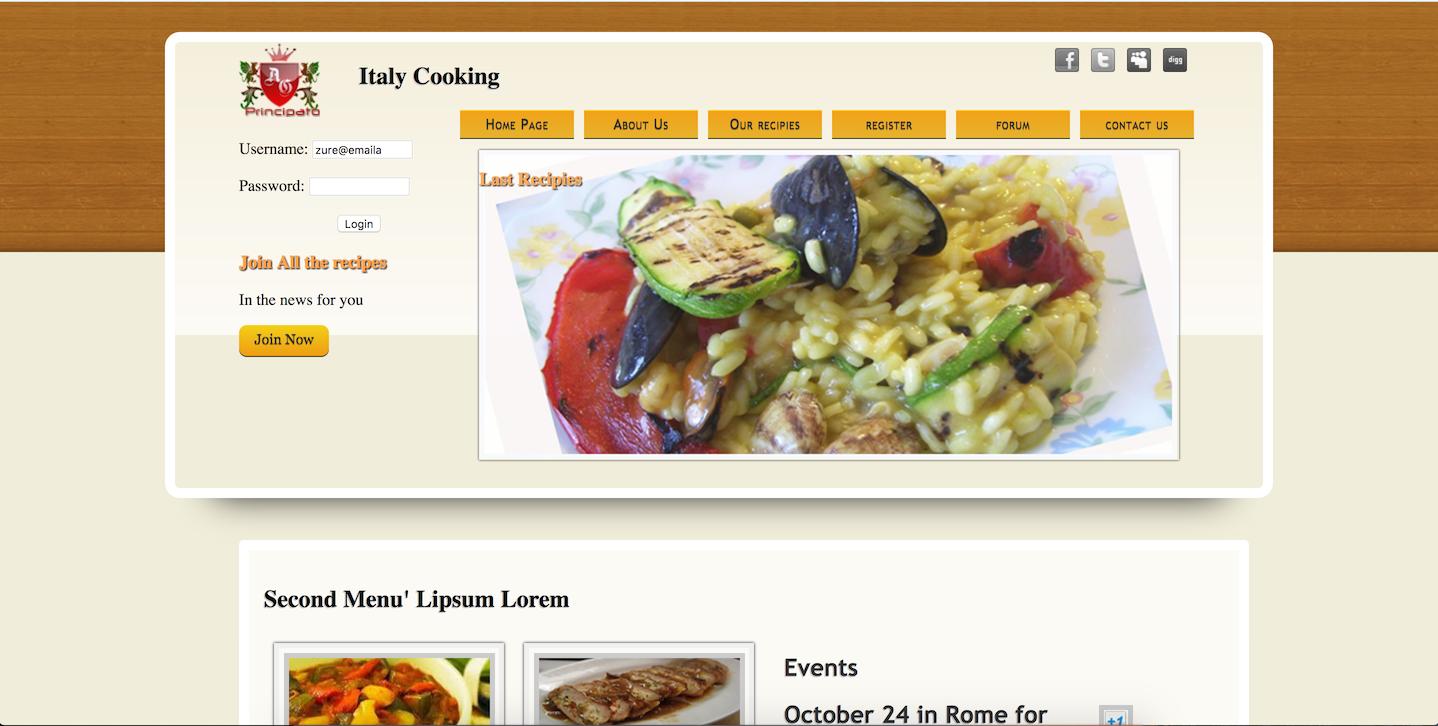 AG
Principato
Italy Cooking
f t digg
Home Page About Us Our recipies register forum contact us
Username: zure@emaila
Password:
Login
Join All the recipes
In the news for you
Join Now
Last Recipies
Second Menu' Lipsum Lorem
Events
October 24 in Rome for
+1